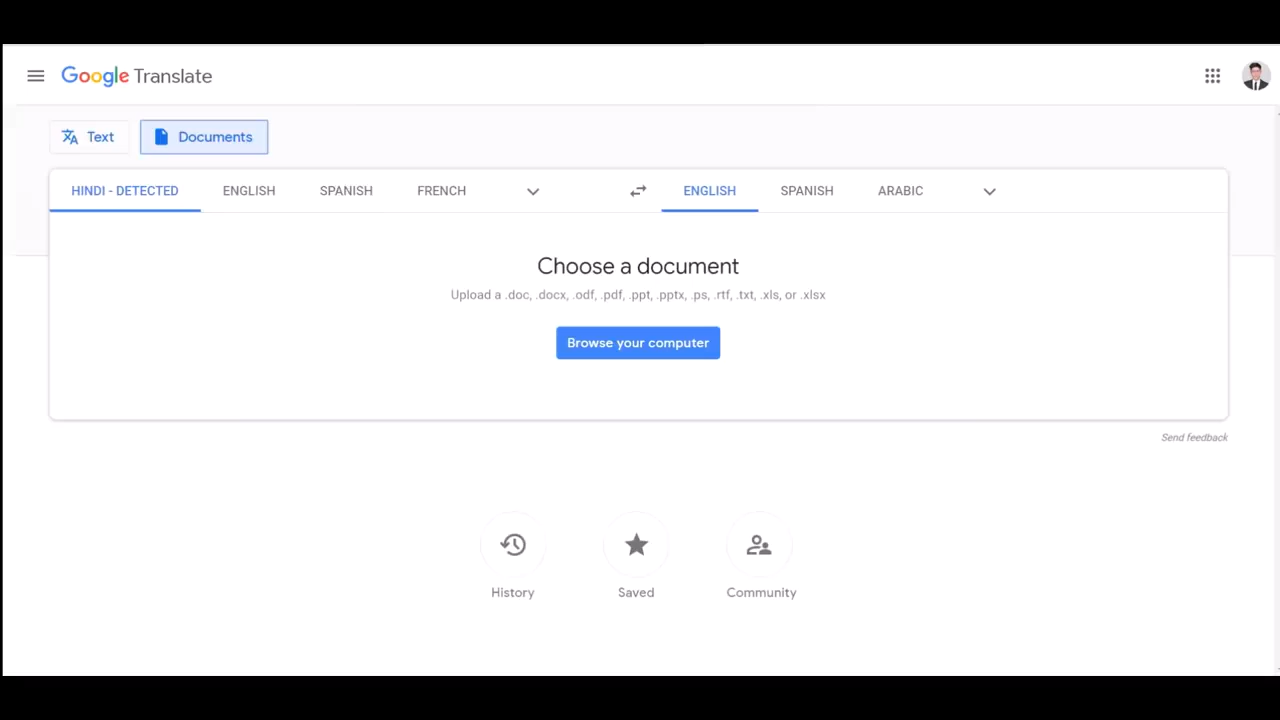 Google Translate
Text Documents
HINDI - DETECTED ENGLISH SPANISH FRENCH ENGLISH SPANISH ARABIC
Choose a document
Upload a .doc, .docx, .odf, .pdf, .ppt, .pptx, .ps, .rtf, .txt, .xls, or .xlsx
Browse your computer
Send feedback
History Saved Community